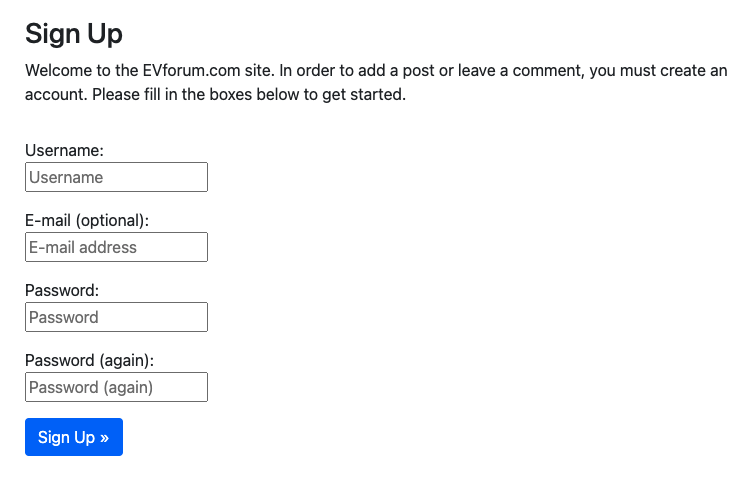 Sign Up
Welcome to the EVforum.com site. In order to add a post or leave a comment, you must create an
account. Please fill in the boxes below to get started.
Username:
Username
E-mail (optional):
E-mail address
Password:
Password
Password (again):
Password (again)
Sign Up »